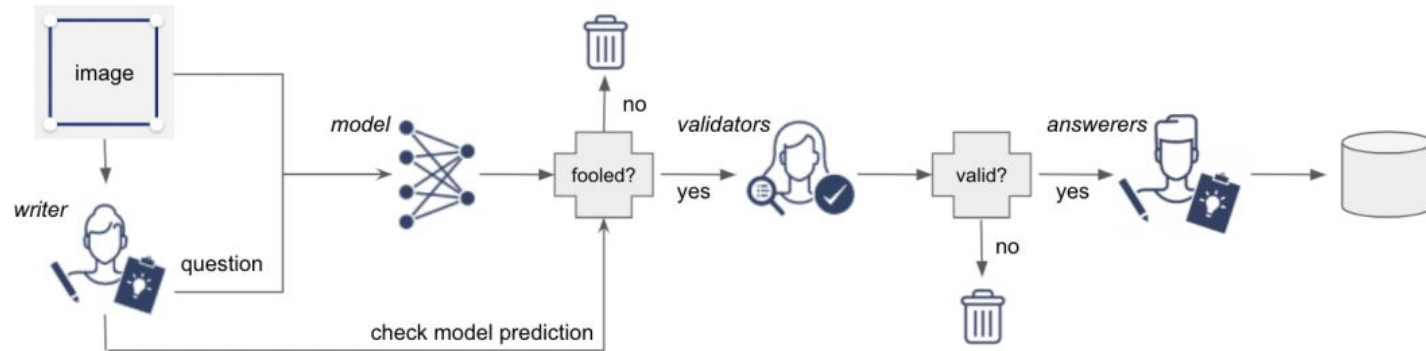 image
writer
question
check model prediction
model
fooled?
no
yes
validators
valid?
no
yes
answerers